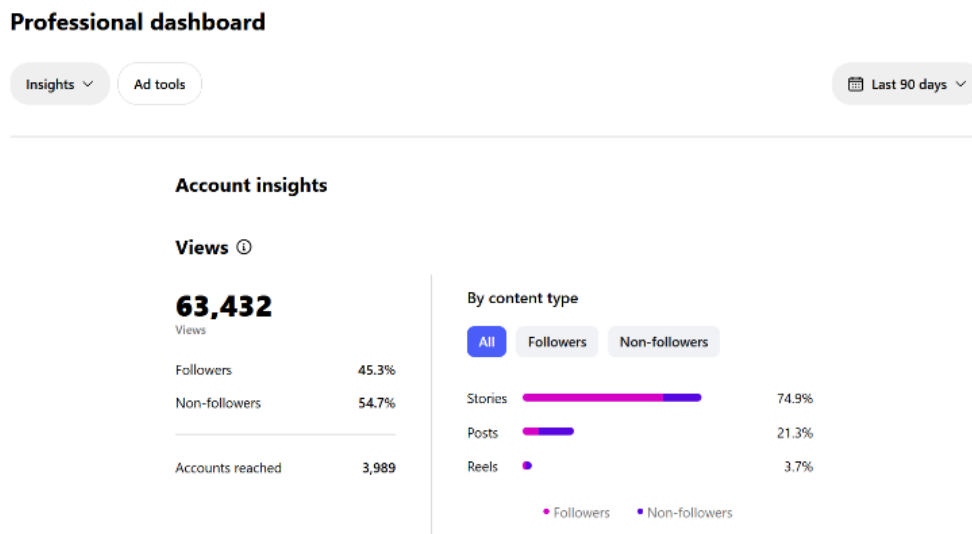 Professional dashboard
Insights
Ad tools
Last 90 days
Account insights
Views
63,432
Views
Followers 45.3%
Non-followers 54.7%
Accounts reached 3,989
By content type
All Followers Non-followers
Stories 74.9%
Posts 21.3%
Reels 3.7%
Followers Non-followers